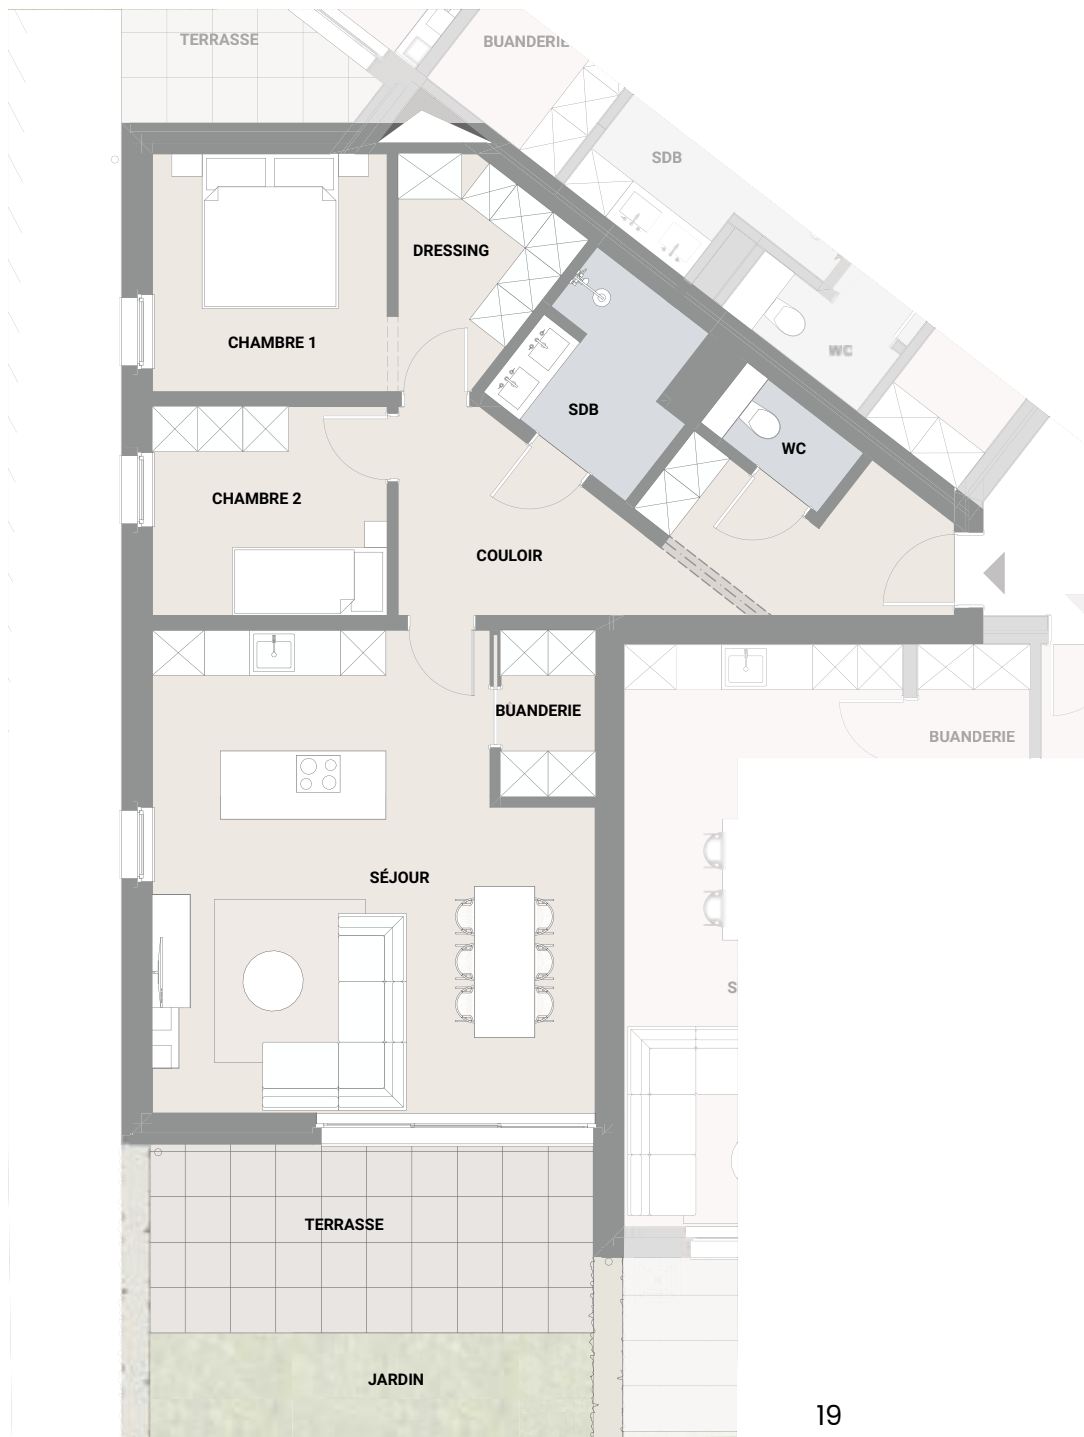 TERRASSE
BUANDERIE
SDB
DRESSING
CHAMBRE 1
WC
SDB
WC
CHAMBRE 2
COULOIR
BUANDERIE
BUANDERIE
SÉJOUR
S
TERRASSE
JARDIN
19